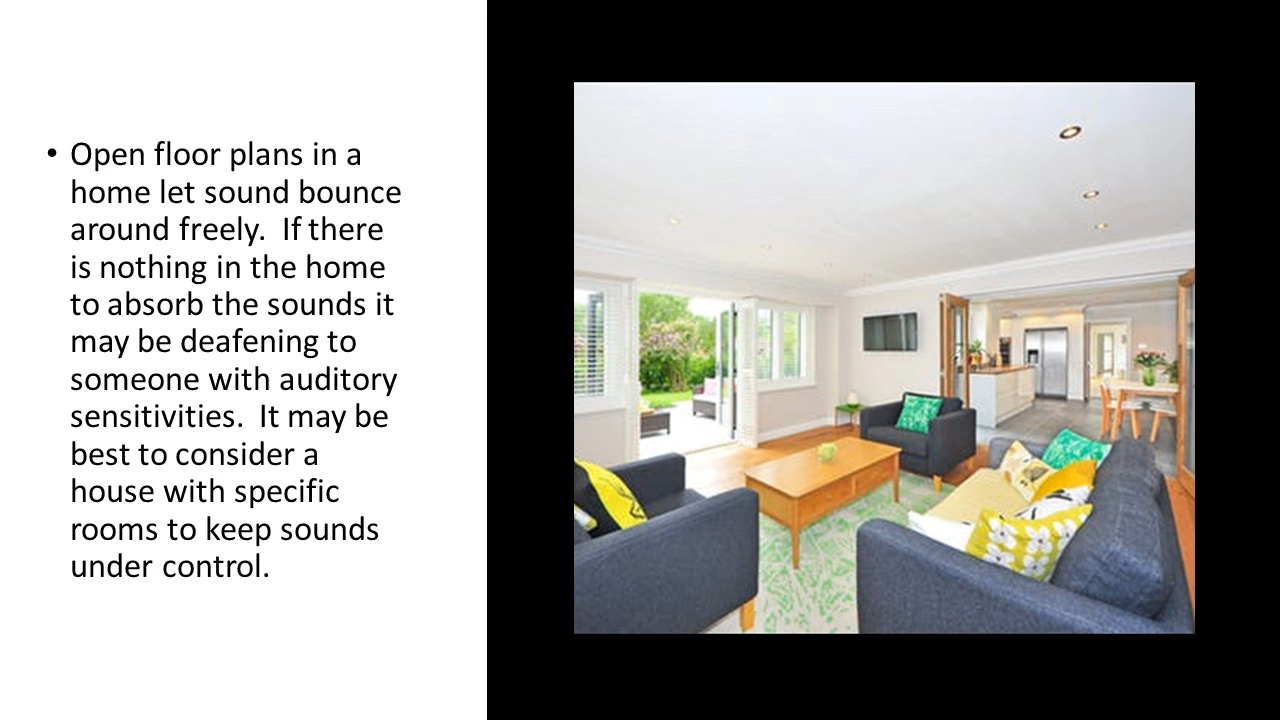 • Open floor plans in a
home let sound bounce
around freely.  If there
is nothing in the home
to absorb the sounds it
may be deafening to
someone with auditory
sensitivities.  It may be
best to consider a
house with specific
rooms to keep sounds
under control.